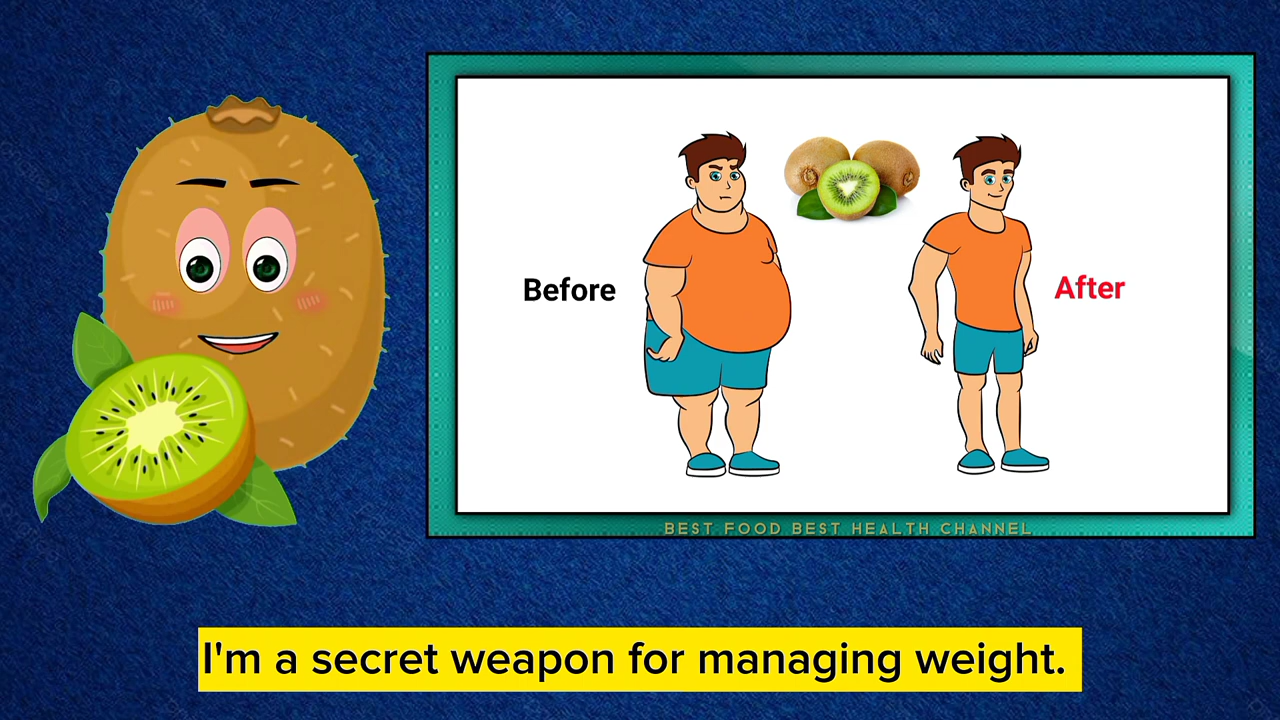 Before
After
BEST FOOD BEST HEALTH CHANNEL
I'm a secret weapon for managing weight.